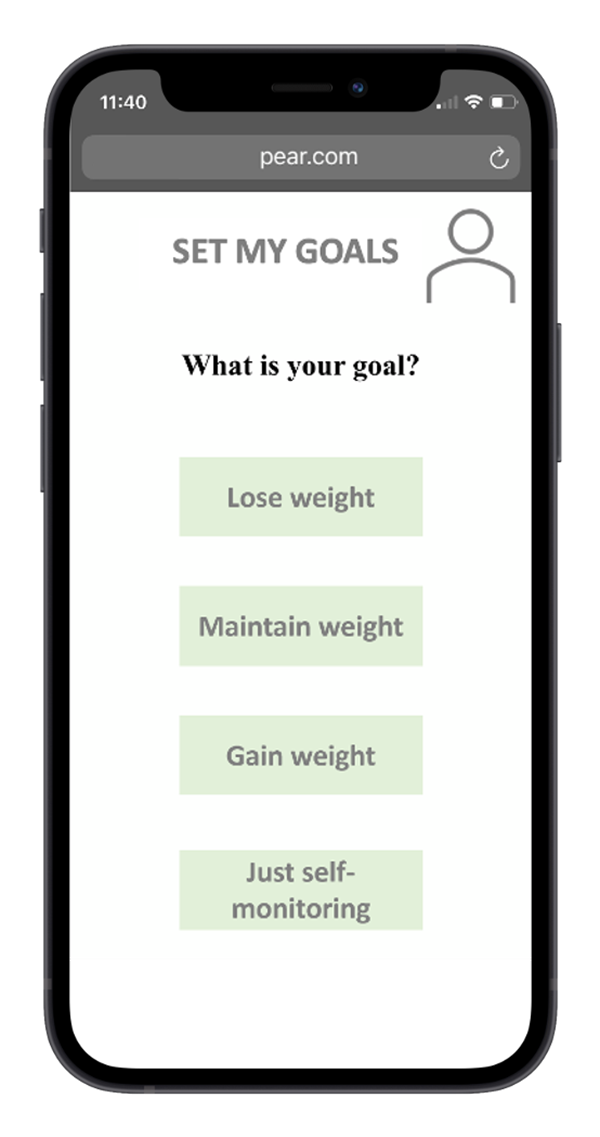 11:40
pear.com
SET MY GOALS
What is your goal?
Lose weight
Maintain weight
Gain weight
Just self-
monitoring